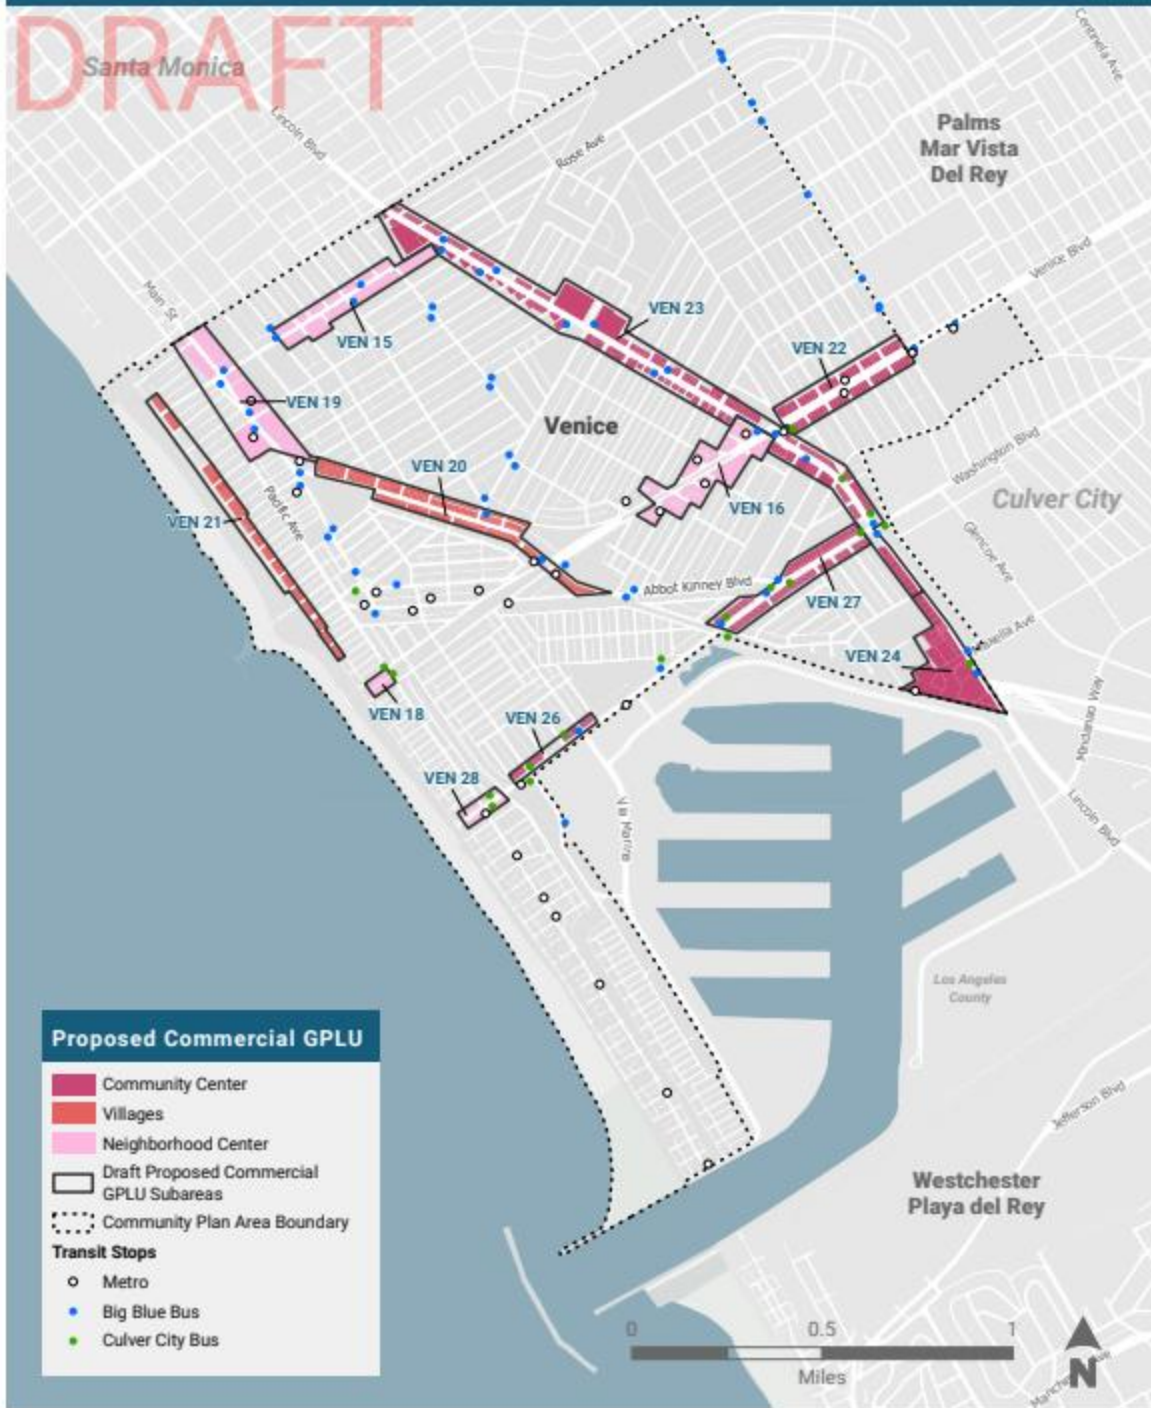 DRAFT
Santa Monica
Centinela Ave
Lincoln Blvd
Rose Ave
Palms
Mar Vista
Del Rey
Venice Blvd
Main St
VEN 23
VEN 15
VEN 22
VEN 19
Venice
Washington Blvd
VEN 20
Culver City
Pacific Ave
VEN 21
VEN 16
Glencoe Ave
Abbot Kinney Blvd
VEN 27
Maxella Ave
VEN 24
VEN 18
VEN 26
Mindanao Way
VEN 28
Via Marina
Lincoln Blvd
Los Angeles
County
Proposed Commercial GPLU
Community Center
Villages
Neighborhood Center
Draft Proposed Commercial
GPLU Subareas
Community Plan Area Boundary
Transit Stops
Metro
Big Blue Bus
Culver City Bus
Jefferson Blvd
Westchester
Playa del Rey
0 0.5 1
Miles
N